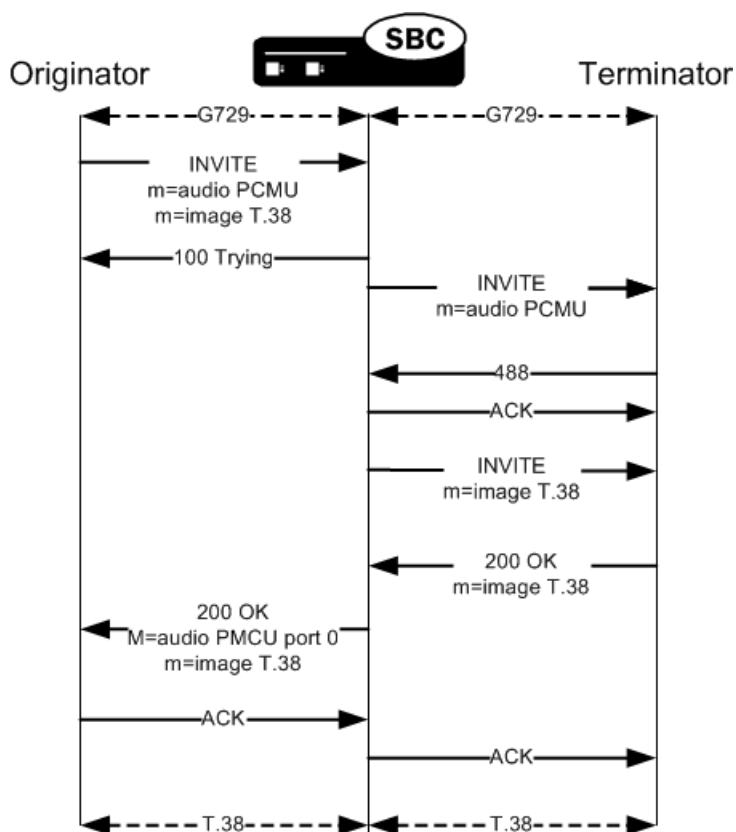 SBC
Originator
Terminator
G729
G729
INVITE
m=audio PCMU
m=image T.38
100 Trying
INVITE
m=audio PCMU
488
ACK
INVITE
m=image T.38
200 OK
m=image T.38
200 OK
M=audio PMCU port 0
m=image T.38
ACK
ACK
T.38
T.38